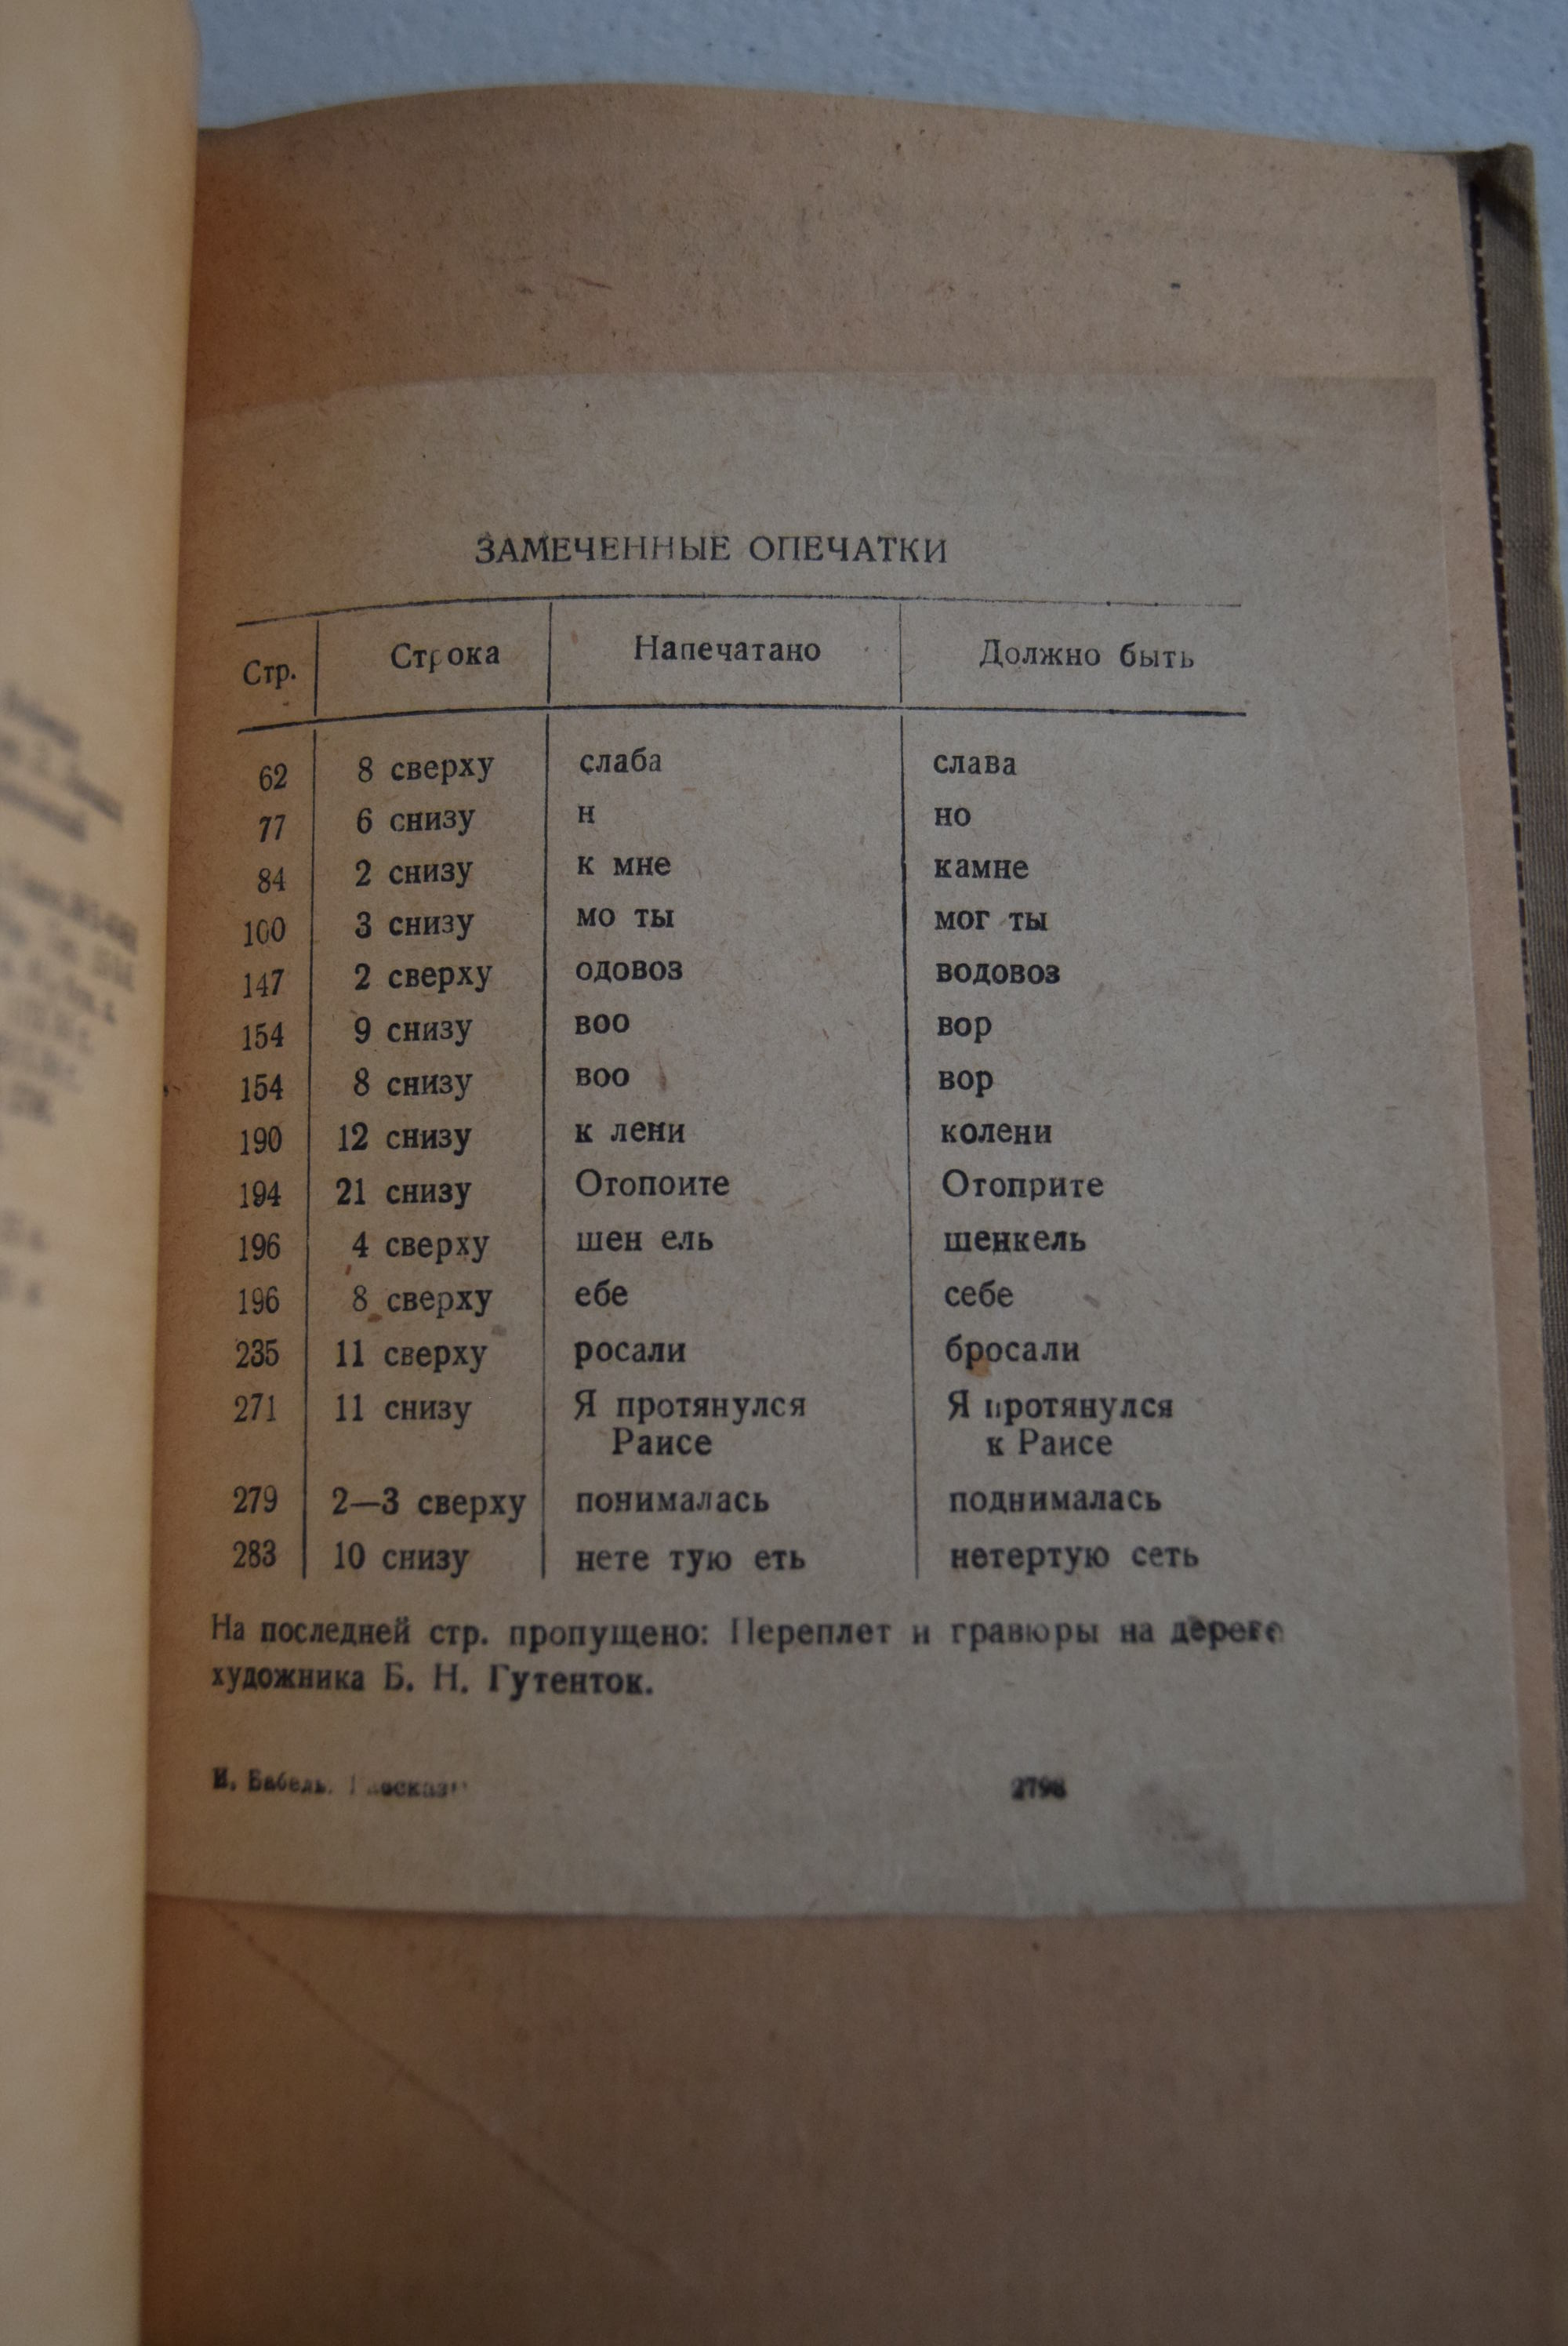 ЗАМЕЧЕННЫЕ ОПЕЧАТКИ
Стр. Строка Напечатано Должно быть
62 8 сверху слаба слава
77 6 снизу н но
84 2 снизу к мне камне
100 3 снизу мо ты мог ты
147 2 сверху одовоз водовоз
154 9 снизу воо вор
154 8 снизу воо вор
190 12 снизу к лени колени
194 21 снизу Отопоите Отоприте
196 4 сверху шен ель шенкель
196 8 сверху ебе себе
235 11 сверху росали бросали
271 11 снизу Я протянулся Я протянулся
Раисе к Раисе
279 2—3 сверху понималась поднималась
283 10 снизу нете тую еть нетертую сеть
На последней стр. пропущено: Переплет и гравюры на дереве
художника Б. Н. Гутенток.
И. Бабель. Рассказы